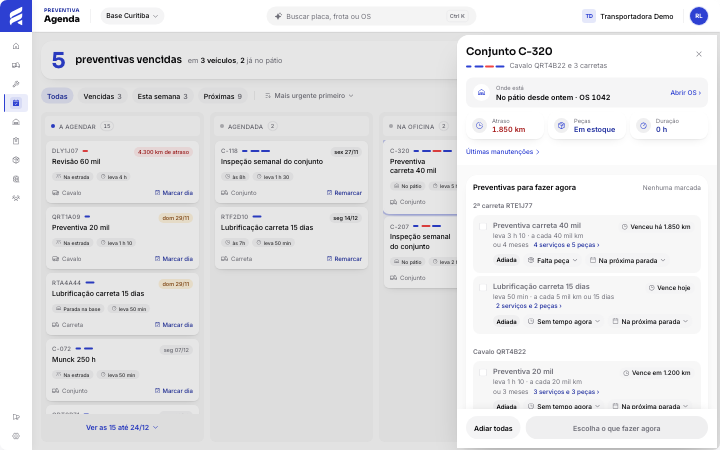 PREVENTIVA
Agenda
Base Curitiba
Buscar placa, frota ou OS
Ctrl K
TD
Transportadora Demo
RL
5 preventivas vencidas em 3 veículos, 2 já no pátio
Todas
Vencidas 3
Esta semana 3
Próximas 9
Mais urgente primeiro
A AGENDAR 15
DLY1J07
4.300 km de atraso
Revisão 60 mil
Na estrada
leva 4 h
Cavalo
Marcar dia
QRT1A09
dom 29/11
Preventiva 20 mil
Na estrada
leva 1 h 10
Cavalo
Marcar dia
RTA4A44
dom 29/11
Lubrificação carreta 15 dias
Parada na base
leva 50 min
Carreta
Marcar dia
C-072
seg 07/12
Munck 250 h
Na estrada
leva 50 min
Conjunto
Marcar dia
Ver as 15 até 24/12
AGENDADA 2
C-118
sex 27/11
Inspeção semanal do conjunto
às 8h
leva 1 h 30
Conjunto
Remarcar
RTF2D10
seg 14/12
Lubrificação carreta 15 dias
às 7h
leva 50 min
Carreta
Remarcar
NA OFICINA 2
C-320
Preventiva
carreta 40 mil
No pátio
Conjunto
C-207
Inspeção semanal
do conjunto
No pátio
Conjunto
Conjunto C-320
Cavalo QRT4B22 e 3 carretas
Onde está
No pátio desde ontem · OS 1042
Abrir OS ›
Atraso
1.850 km
Peças
Em estoque
Duração
0 h
Últimas manutenções ›
Preventivas para fazer agora
Nenhuma marcada
2ª carreta RTE1J77
Preventiva carreta 40 mil
Venceu há 1.850 km
leva 3 h 10 · a cada 40 mil km
ou 4 meses 4 serviços e 5 peças ›
Adiada
Falta peça
Na próxima parada
Lubrificação carreta 15 dias
Vence hoje
leva 50 min · a cada 5 mil km ou 15 dias
2 serviços e 2 peças ›
Adiada
Sem tempo agora
Na próxima parada
Cavalo QRT4B22
Preventiva 20 mil
Vence em 1.200 km
leva 1 h 10 · a cada 20 mil km
ou 3 meses 3 serviços e 3 peças ›
Adiada
Sem tempo agora
Na próxima parada
Adiar todas
Escolha o que fazer agora